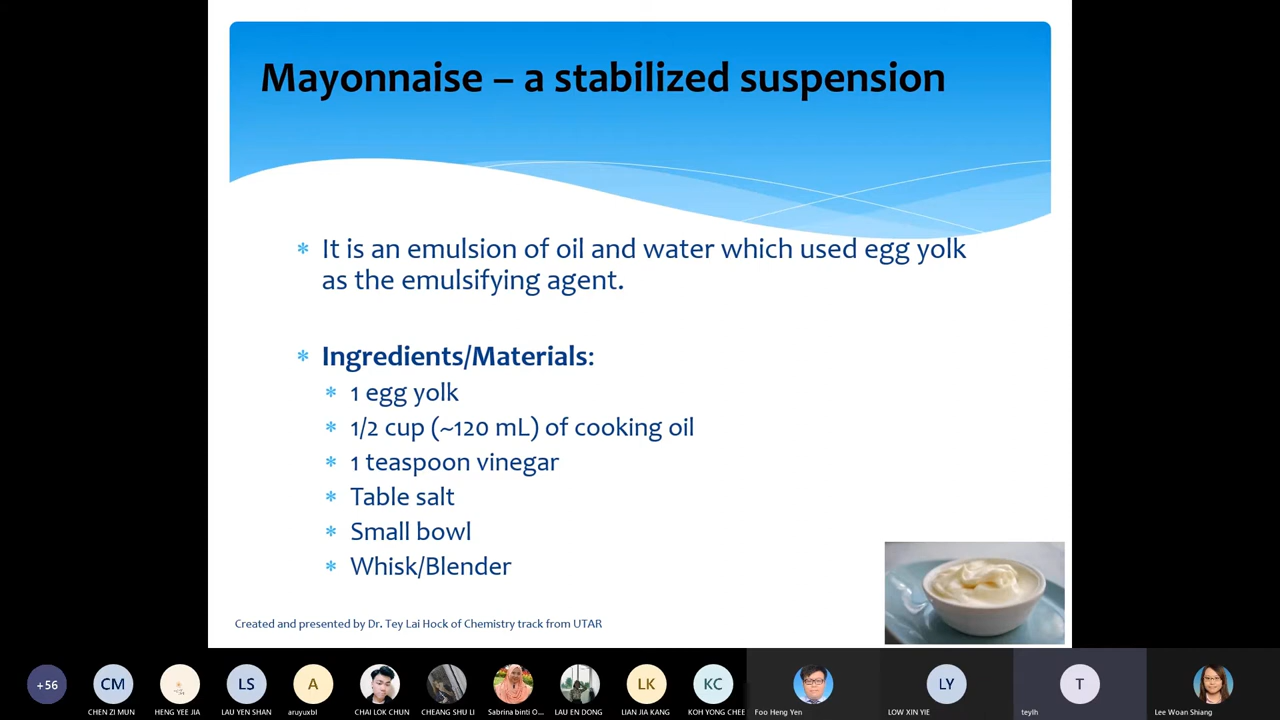 Mayonnaise – a stabilized suspension
It is an emulsion of oil and water which used egg yolk
as the emulsifying agent.
Ingredients/Materials:
1 egg yolk
1/2 cup (~120 mL) of cooking oil
1 teaspoon vinegar
Table salt
Small bowl
Whisk/Blender
Created and presented by Dr. Tey Lai Hock of Chemistry track from UTAR
+56 CM LS A LK KC LY T
CHEN ZI MUN HENG YEE JIA LAU YEN SHAN aruyuxbl CHAI LOK CHUN CHEANG SHU LI Sabrina binti O... LAU EN DONG LIAN JIA KANG KOH YONG CHEE Foo Heng Yen LOW XIN YIE teylh Lee Woan Shiang